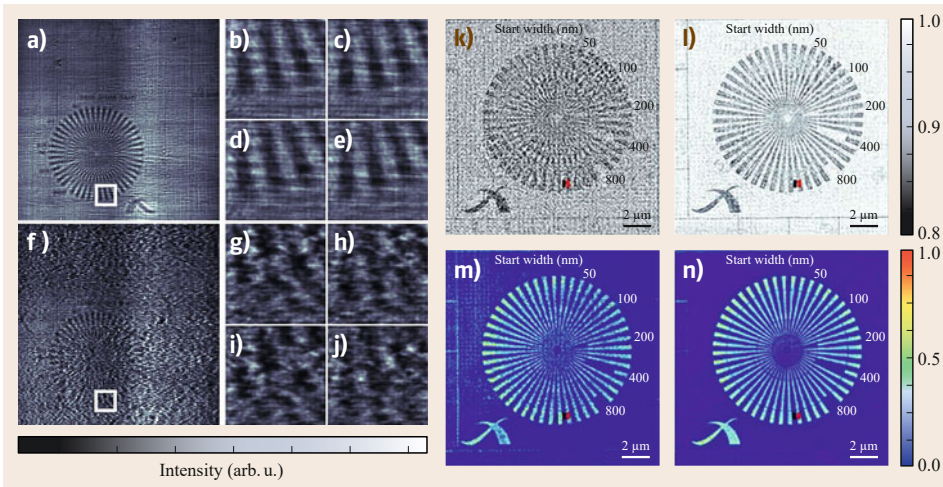 a)
b)
c)
d)
e)
f)
g)
h)
i)
j)
Intensity (arb. u.)
k)
Start width (nm)
50
100
200
400
800
2 µm
l)
Start width (nm)
50
100
200
400
800
2 µm
1.0
0.9
0.8
m)
Start width (nm)
50
100
200
400
800
2 µm
n)
Start width (nm)
50
100
200
400
800
2 µm
1.0
0.5
0.0